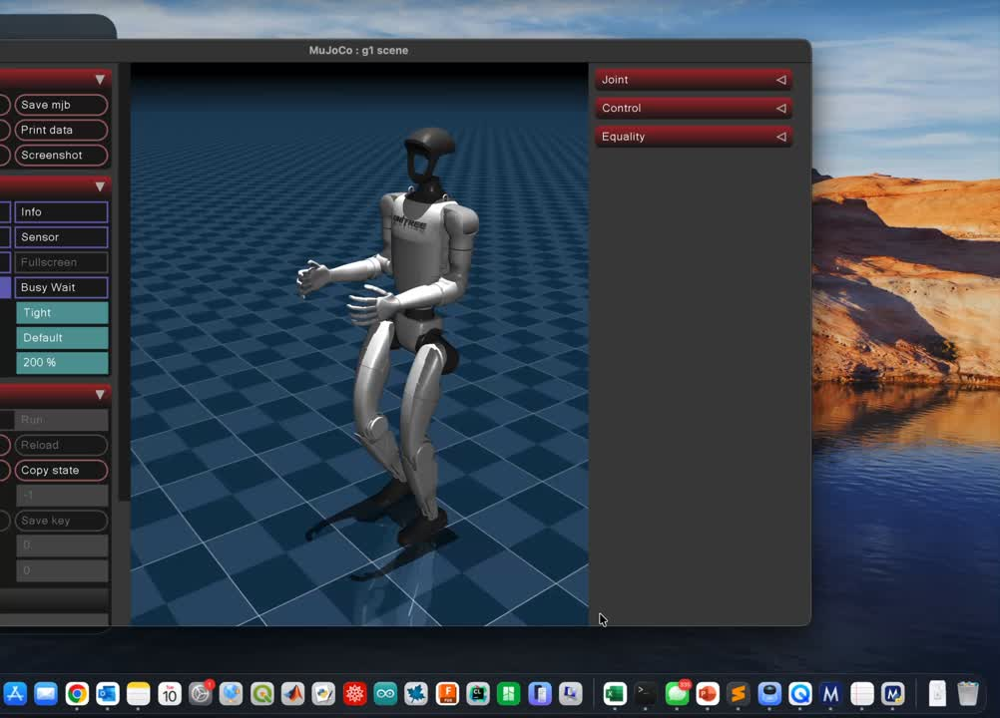 MuJoCo : g1 scene
Save mjb
Print data
Screenshot
Info
Sensor
Fullscreen
Busy Wait
Tight
Default
200 %
Run
Reload
Copy state
-1
Save key
0
0
Joint
Control
Equality
UNITREE
10